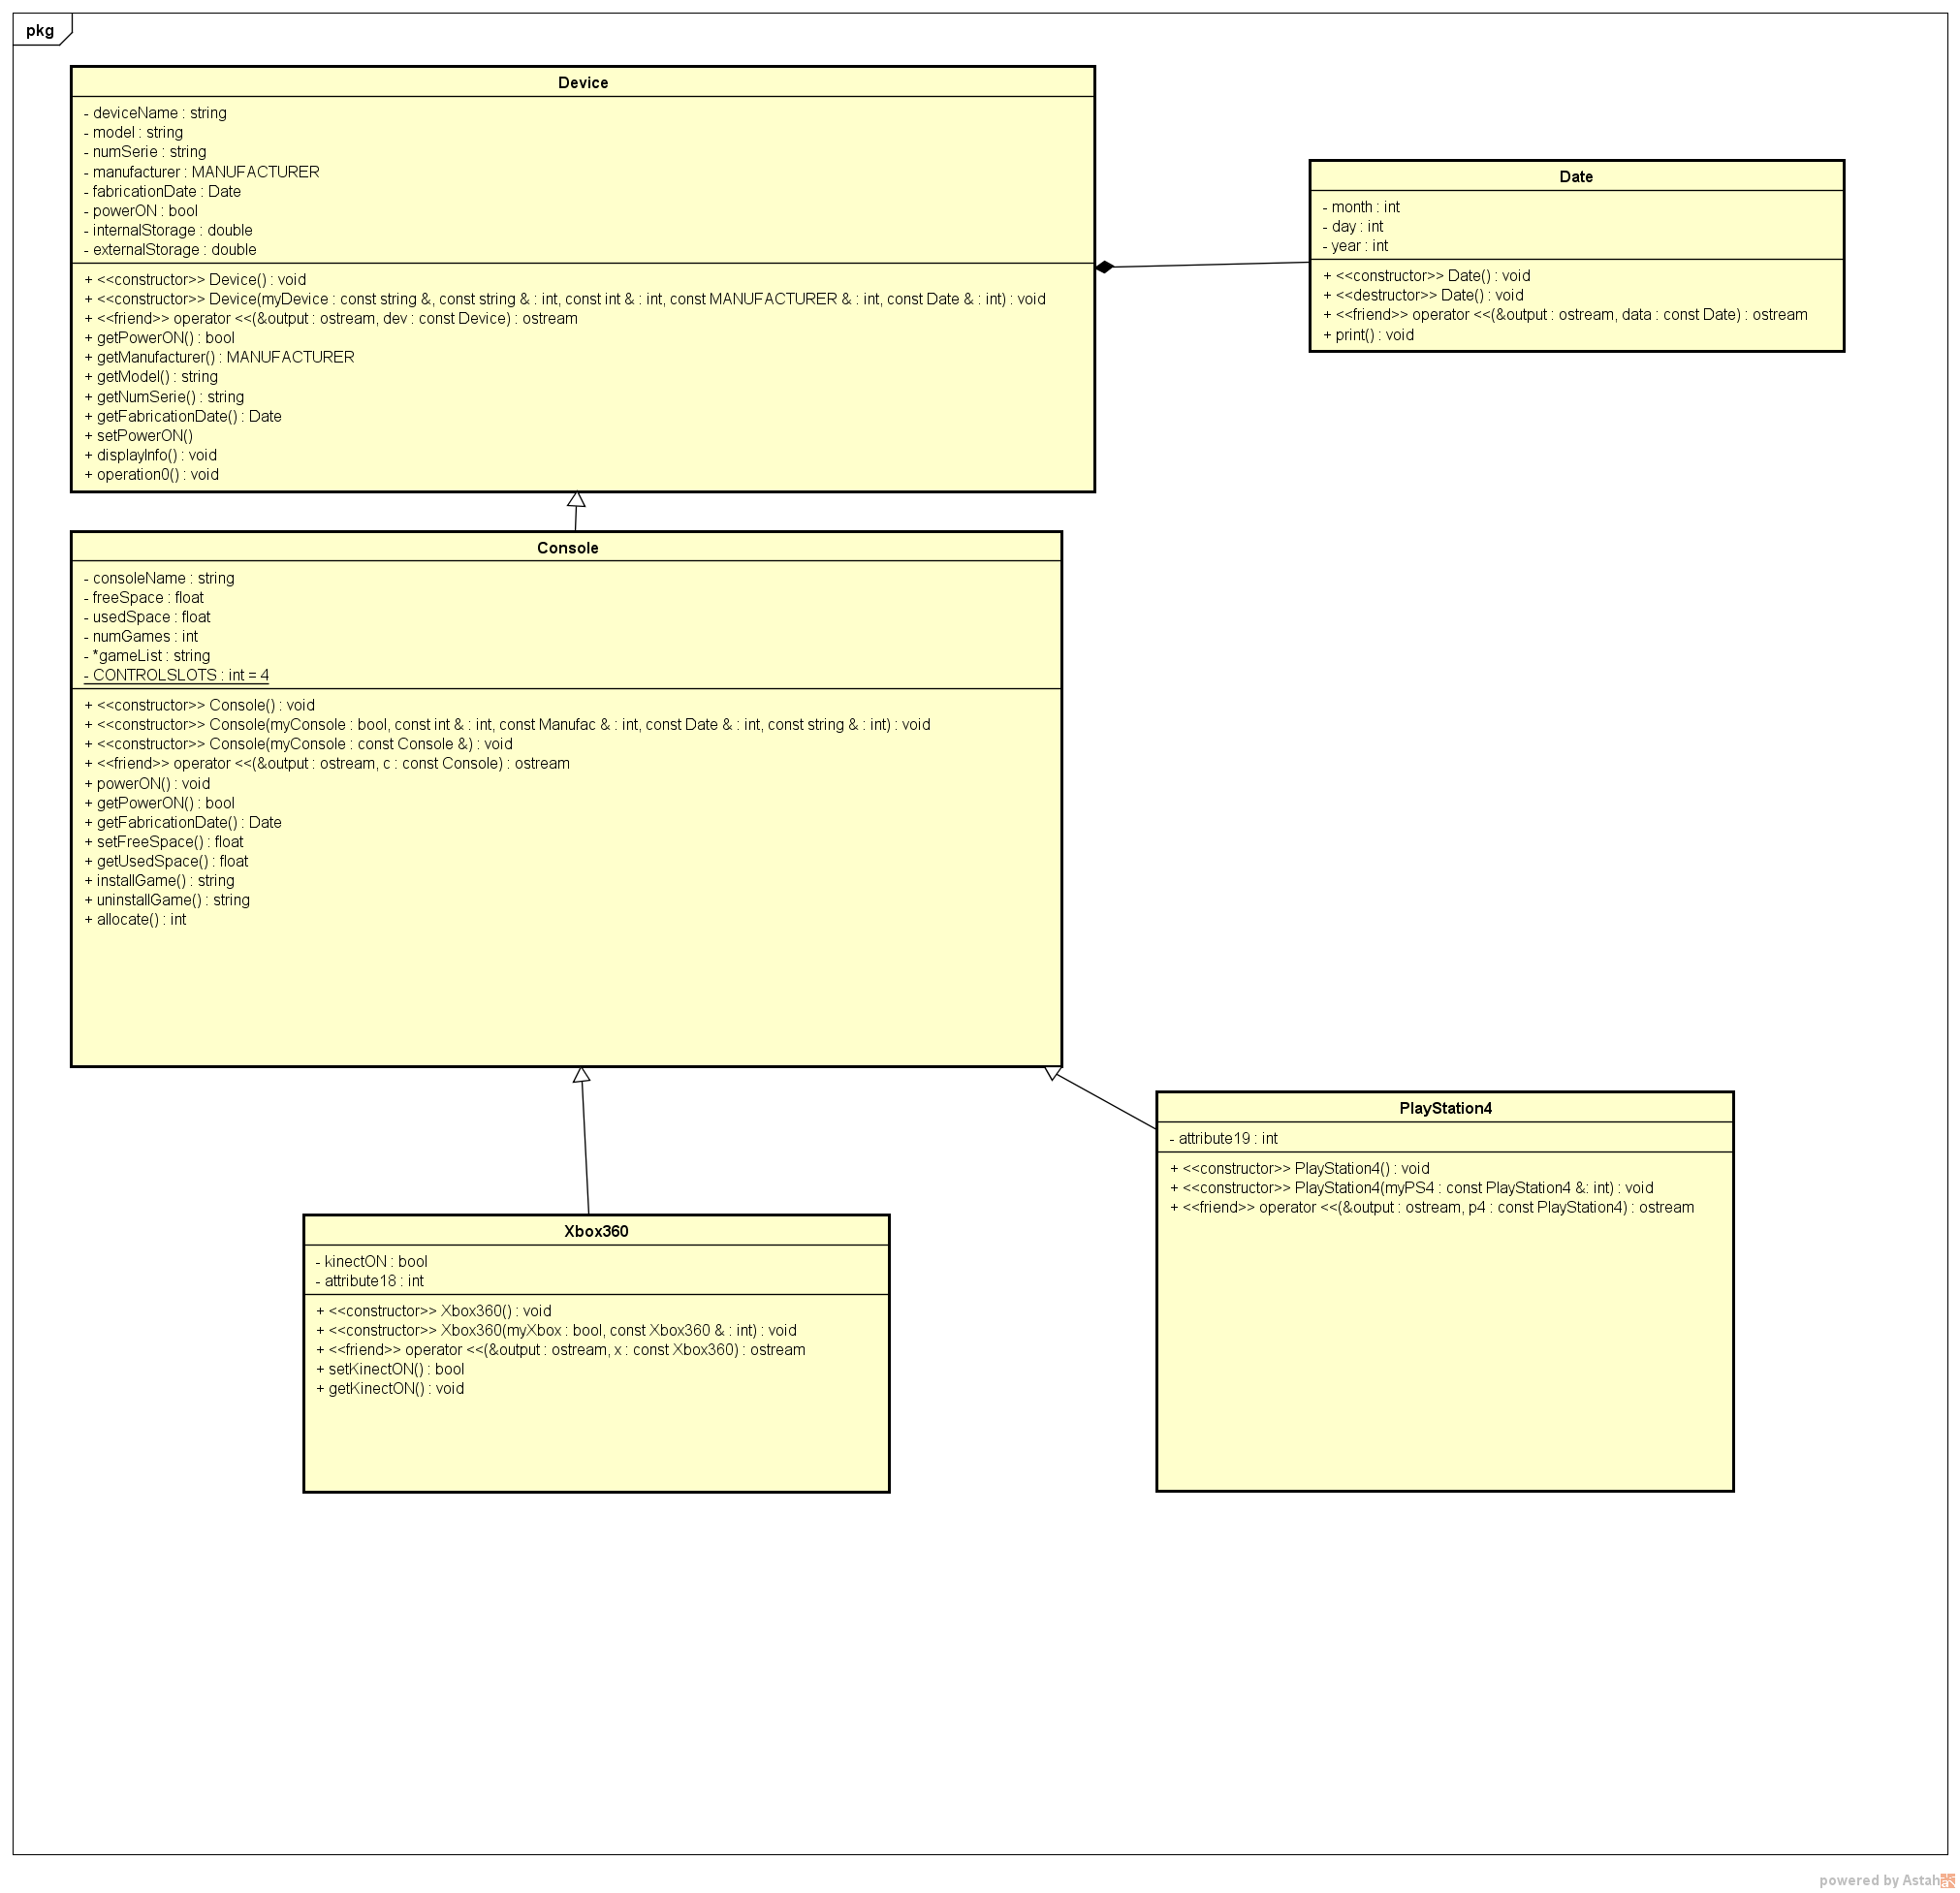 pkg
Device
- deviceName : string
- model : string
- numSerie : string
- manufacturer : MANUFACTURER
- fabricationDate : Date
- powerON : bool
- internalStorage : double
- externalStorage : double
+ <<constructor>> Device() : void
+ <<constructor>> Device(myDevice : const string &, const string & : int, const int & : int, const MANUFACTURER & : int, const Date & : int) : void
+ <<friend>> operator <<(&output : ostream, dev : const Device) : ostream
+ getPowerON() : bool
+ getManufacturer() : MANUFACTURER
+ getModel() : string
+ getNumSerie() : string
+ getFabricationDate() : Date
+ setPowerON()
+ displayInfo() : void
+ operation0() : void
Date
- month : int
- day : int
- year : int
+ <<constructor>> Date() : void
+ <<destructor>> Date() : void
+ <<friend>> operator <<(&output : ostream, data : const Date) : ostream
+ print() : void
Console
- consoleName : string
- freeSpace : float
- usedSpace : float
- numGames : int
- *gameList : string
- CONTROLSLOTS : int = 4
+ <<constructor>> Console() : void
+ <<constructor>> Console(myConsole : bool, const int & : int, const Manufac & : int, const Date & : int, const string & : int) : void
+ <<constructor>> Console(myConsole : const Console &) : void
+ <<friend>> operator <<(&output : ostream, c : const Console) : ostream
+ powerON() : void
+ getPowerON() : bool
+ getFabricationDate() : Date
+ setFreeSpace() : float
+ getUsedSpace() : float
+ installGame() : string
+ uninstallGame() : string
+ allocate() : int
PlayStation4
- attribute19 : int
+ <<constructor>> PlayStation4() : void
+ <<constructor>> PlayStation4(myPS4 : const PlayStation4 &: int) : void
+ <<friend>> operator <<(&output : ostream, p4 : const PlayStation4) : ostream
Xbox360
- kinectON : bool
- attribute18 : int
+ <<constructor>> Xbox360() : void
+ <<constructor>> Xbox360(myXbox : bool, const Xbox360 & : int) : void
+ <<friend>> operator <<(&output : ostream, x : const Xbox360) : ostream
+ setKinectON() : bool
+ getKinectON() : void
powered by Astah